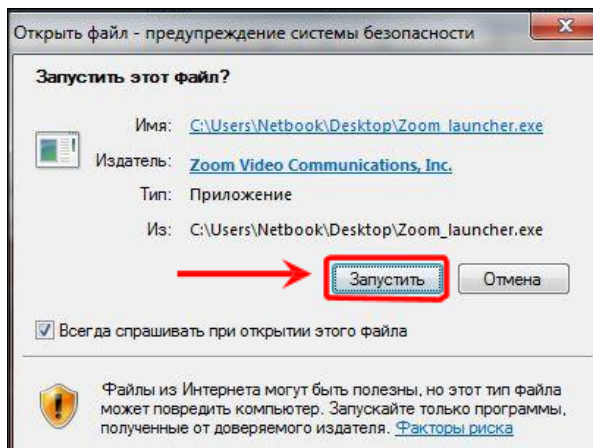 Открыть файл - предупреждение системы безопасности
Запустить этот файл?
Имя: C:\Users\Netbook\Desktop\Zoom_launcher.exe
Издатель: Zoom Video Communications, Inc.
Тип: Приложение
Из: C:\Users\Netbook\Desktop\Zoom_launcher.exe
Запустить Отмена
Всегда спрашивать при открытии этого файла
Файлы из Интернета могут быть полезны, но этот тип файла
может повредить компьютер. Запускайте только программы,
полученные от доверяемого издателя. Факторы риска